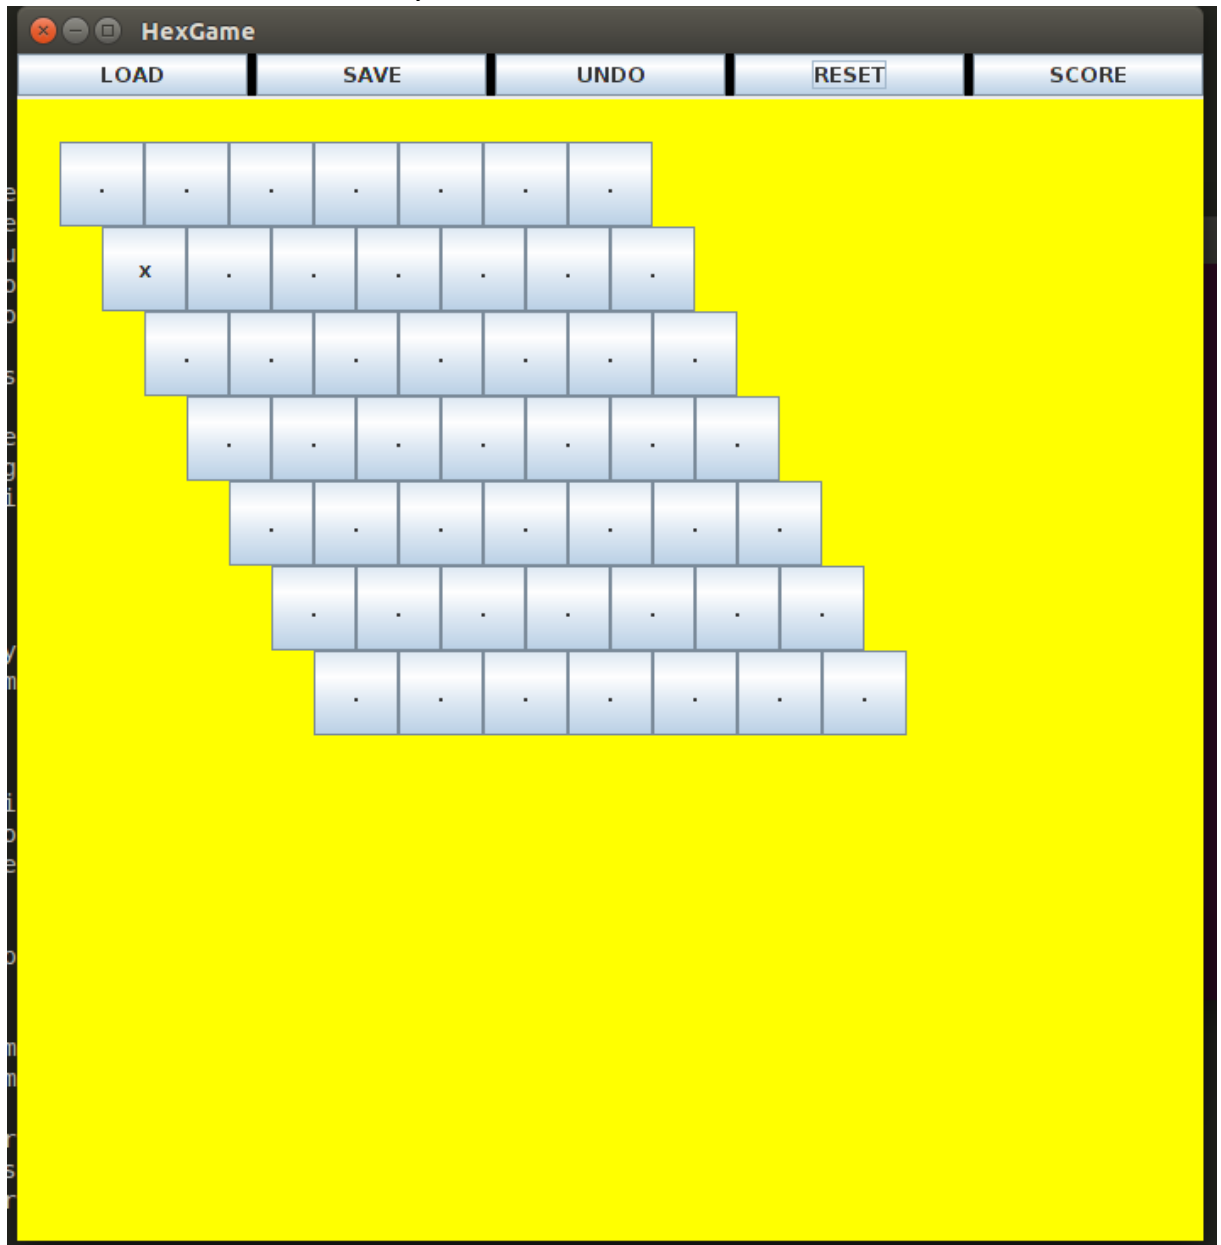 HexGame
LOAD SAVE UNDO RESET SCORE
. . . . . . .
x . . . . . .
. . . . . . .
. . . . . . .
. . . . . . .
. . . . . . .
. . . . . . .